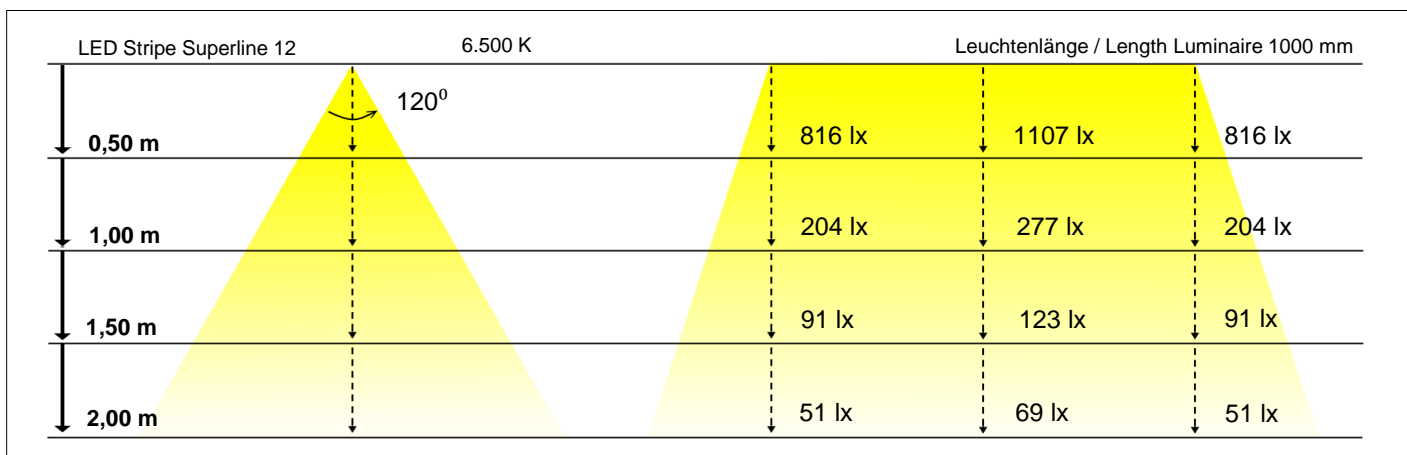 LED Stripe Superline 12 6.500 K Leuchtenlänge / Length Luminaire 1000 mm
120⁰
0,50 m 816 lx 1107 lx 816 lx
1,00 m 204 lx 277 lx 204 lx
1,50 m 91 lx 123 lx 91 lx
2,00 m 51 lx 69 lx 51 lx